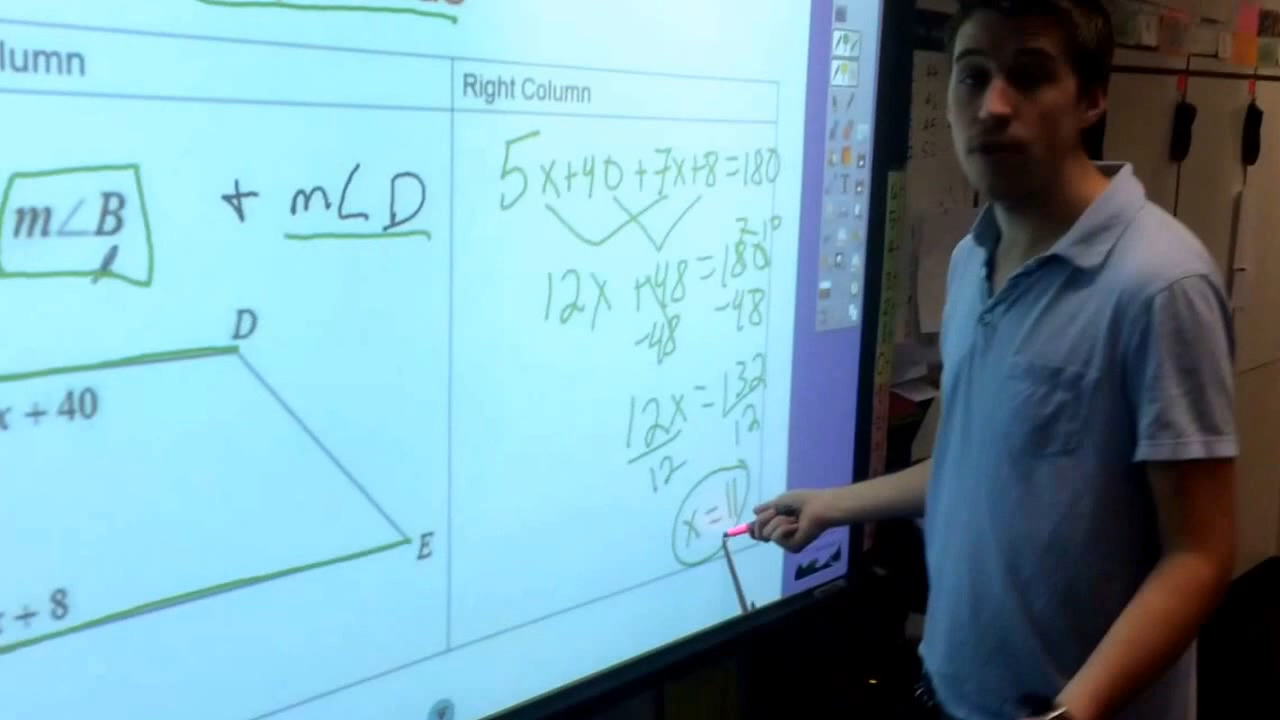 lumn
Right Column
m∠B + m∠D
5x+40+7x+8=180
12x +48=180
-48 -48
12x=132
12 12
x=11
D
x + 40
E
+ 8